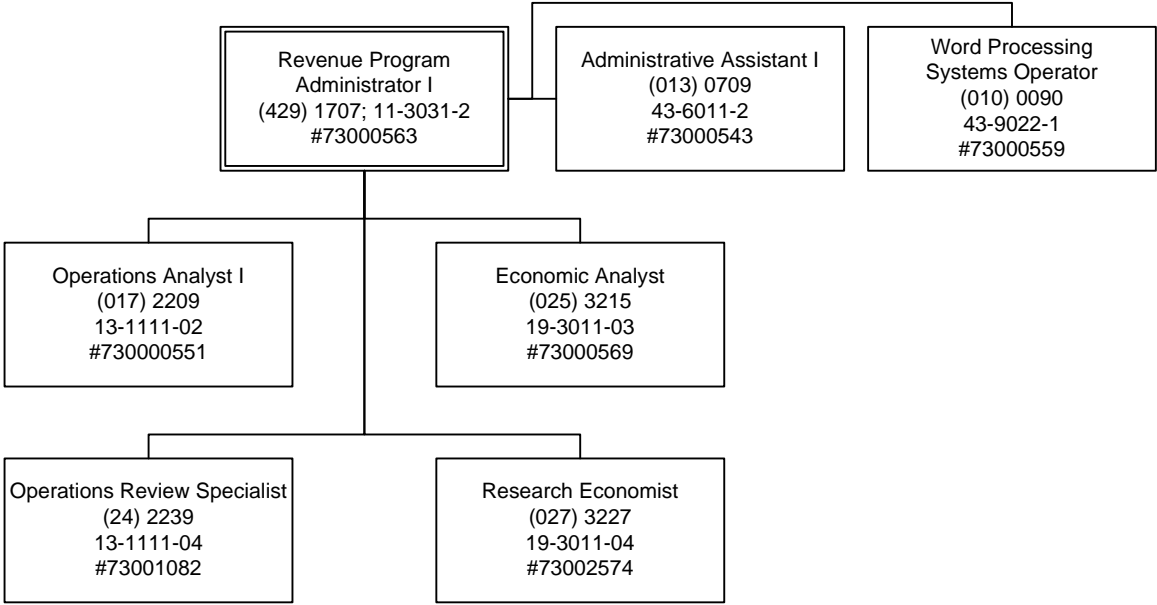 Revenue Program
Administrator I
(429) 1707; 11-3031-2
#73000563
Administrative Assistant I
(013) 0709
43-6011-2
#73000543
Word Processing
Systems Operator
(010) 0090
43-9022-1
#73000559
Operations Analyst I
(017) 2209
13-1111-02
#730000551
Economic Analyst
(025) 3215
19-3011-03
#73000569
Operations Review Specialist
(24) 2239
13-1111-04
#73001082
Research Economist
(027) 3227
19-3011-04
#73002574